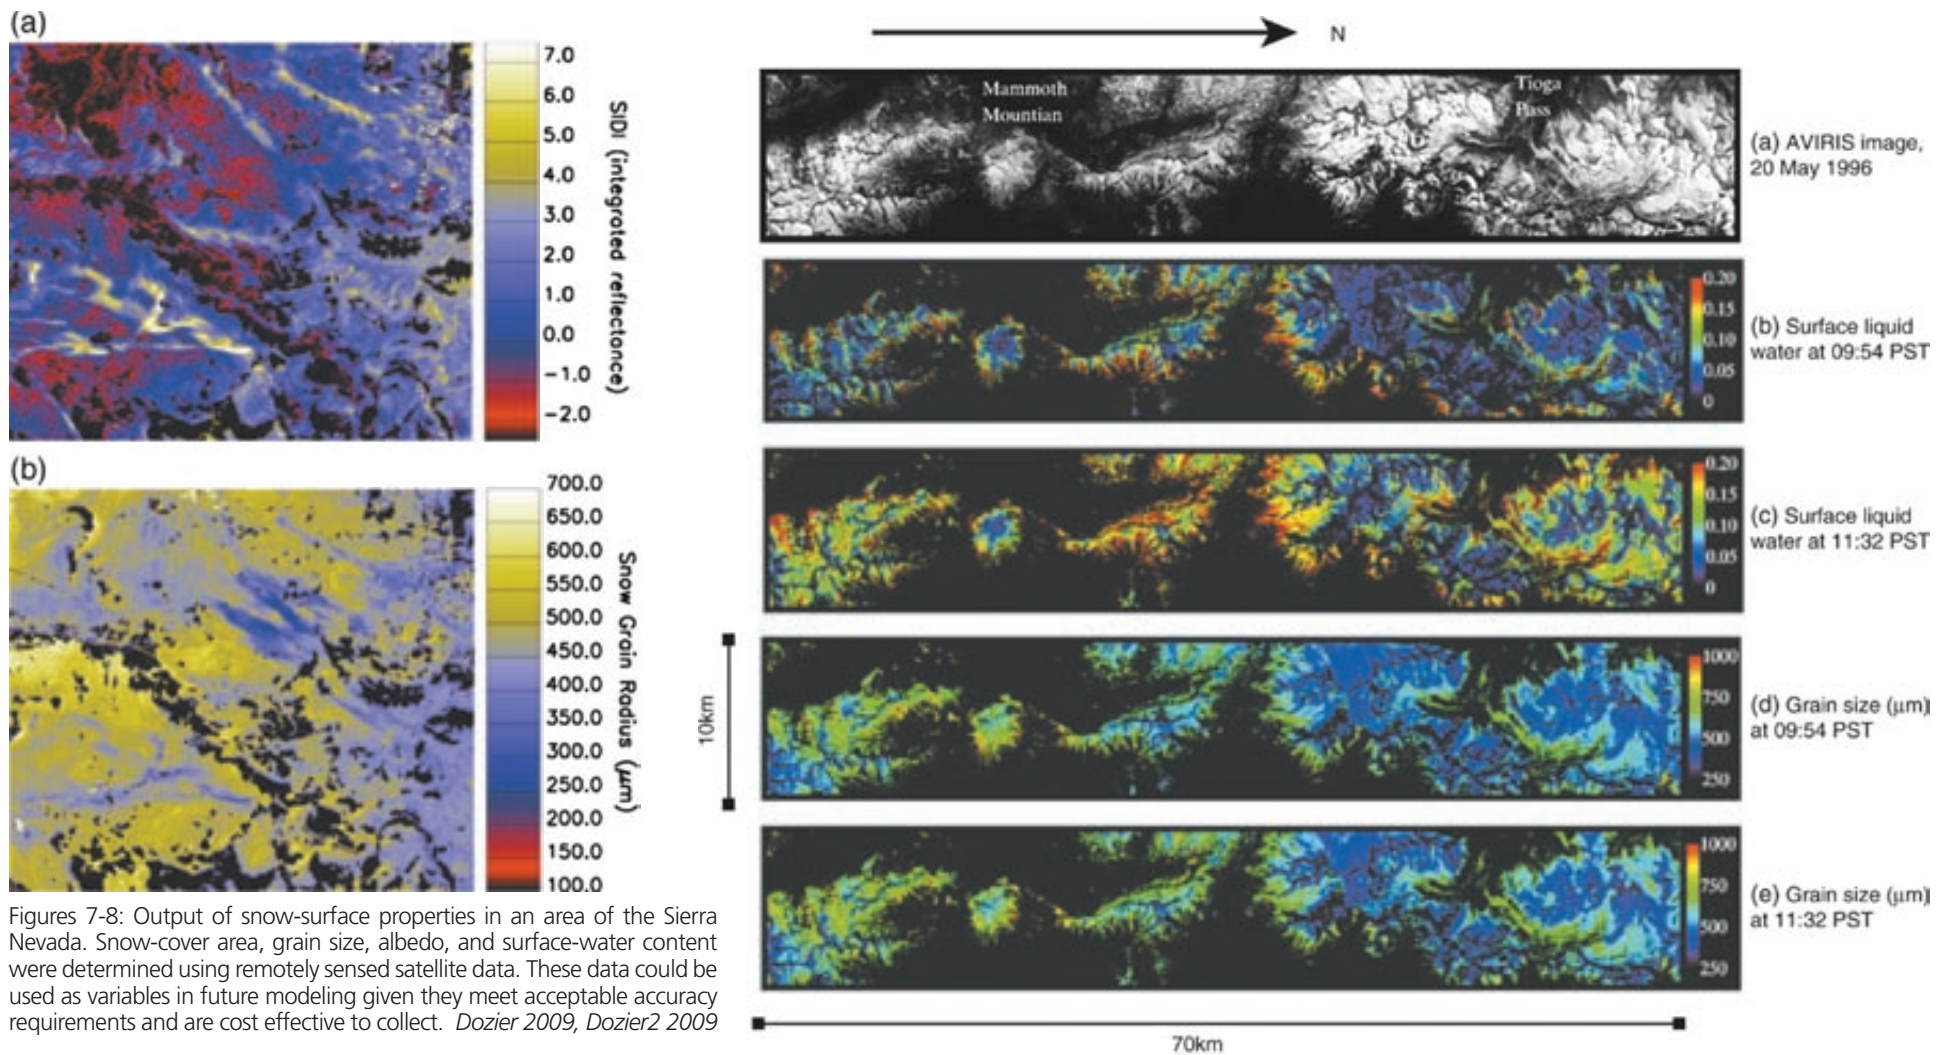 (a)
7.0
6.0
5.0
4.0
3.0
2.0
1.0
0.0
−1.0
−2.0
SIDI (integroted reflectonce)
(b)
700.0
650.0
600.0
550.0
500.0
450.0
400.0
350.0
300.0
250.0
200.0
150.0
100.0
Snow Grain Radius (μm)
Figures 7-8: Output of snow-surface properties in an area of the Sierra
Nevada. Snow-cover area, grain size, albedo, and surface-water content
were determined using remotely sensed satellite data. These data could be
used as variables in future modeling given they meet acceptable accuracy
requirements and are cost effective to collect. Dozier 2009, Dozier2 2009
N
Mammoth
Mountian
Tioga
Pass
(a) AVIRIS image,
20 May 1996
0.20
0.15
0.10
0.05
0
(b) Surface liquid
water at 09:54 PST
0.20
0.15
0.10
0.05
0
(c) Surface liquid
water at 11:32 PST
10km
1000
750
500
250
(d) Grain size (μm)
at 09:54 PST
1000
750
500
250
(e) Grain size (μm)
at 11:32 PST
70km